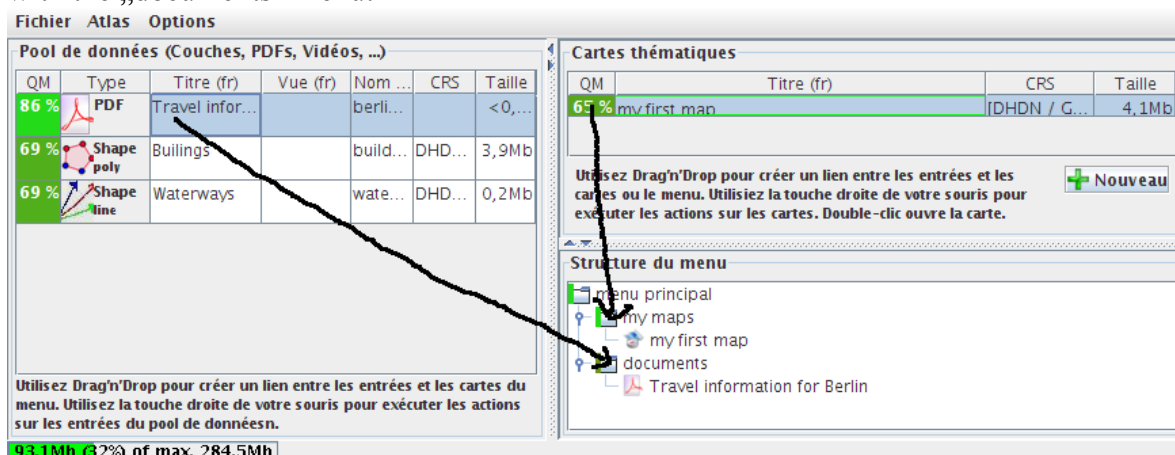 Fichier Atlas Options
Pool de données (Couches, PDFs, Vidéos, ...)
QM Type Titre (fr) Vue (fr) Nom ... CRS Taille
86 % PDF Travel infor... berli... <0,...
69 % Shape poly Builings build... DHD... 3,9Mb
69 % Shape line Waterways wate... DHD... 0,2Mb
Utilisez Drag'n'Drop pour créer un lien entre les entrées et les cartes du
menu. Utilisez la touche droite de votre souris pour exécuter les actions
sur les entrées du pool de donnéesn.
93.1Mb (32%) of max. 284.5Mb
Cartes thématiques
QM Titre (fr) CRS Taille
65 % my first map [DHDN / G... 4,1Mb
Utilisez Drag'n'Drop pour créer un lien entre les entrées et les
cartes ou le menu. Utilisiez la touche droite de votre souris pour
exécuter les actions sur les cartes. Double-clic ouvre la carte.
Nouveau
Structure du menu
menu principal
my maps
my first map
documents
Travel information for Berlin